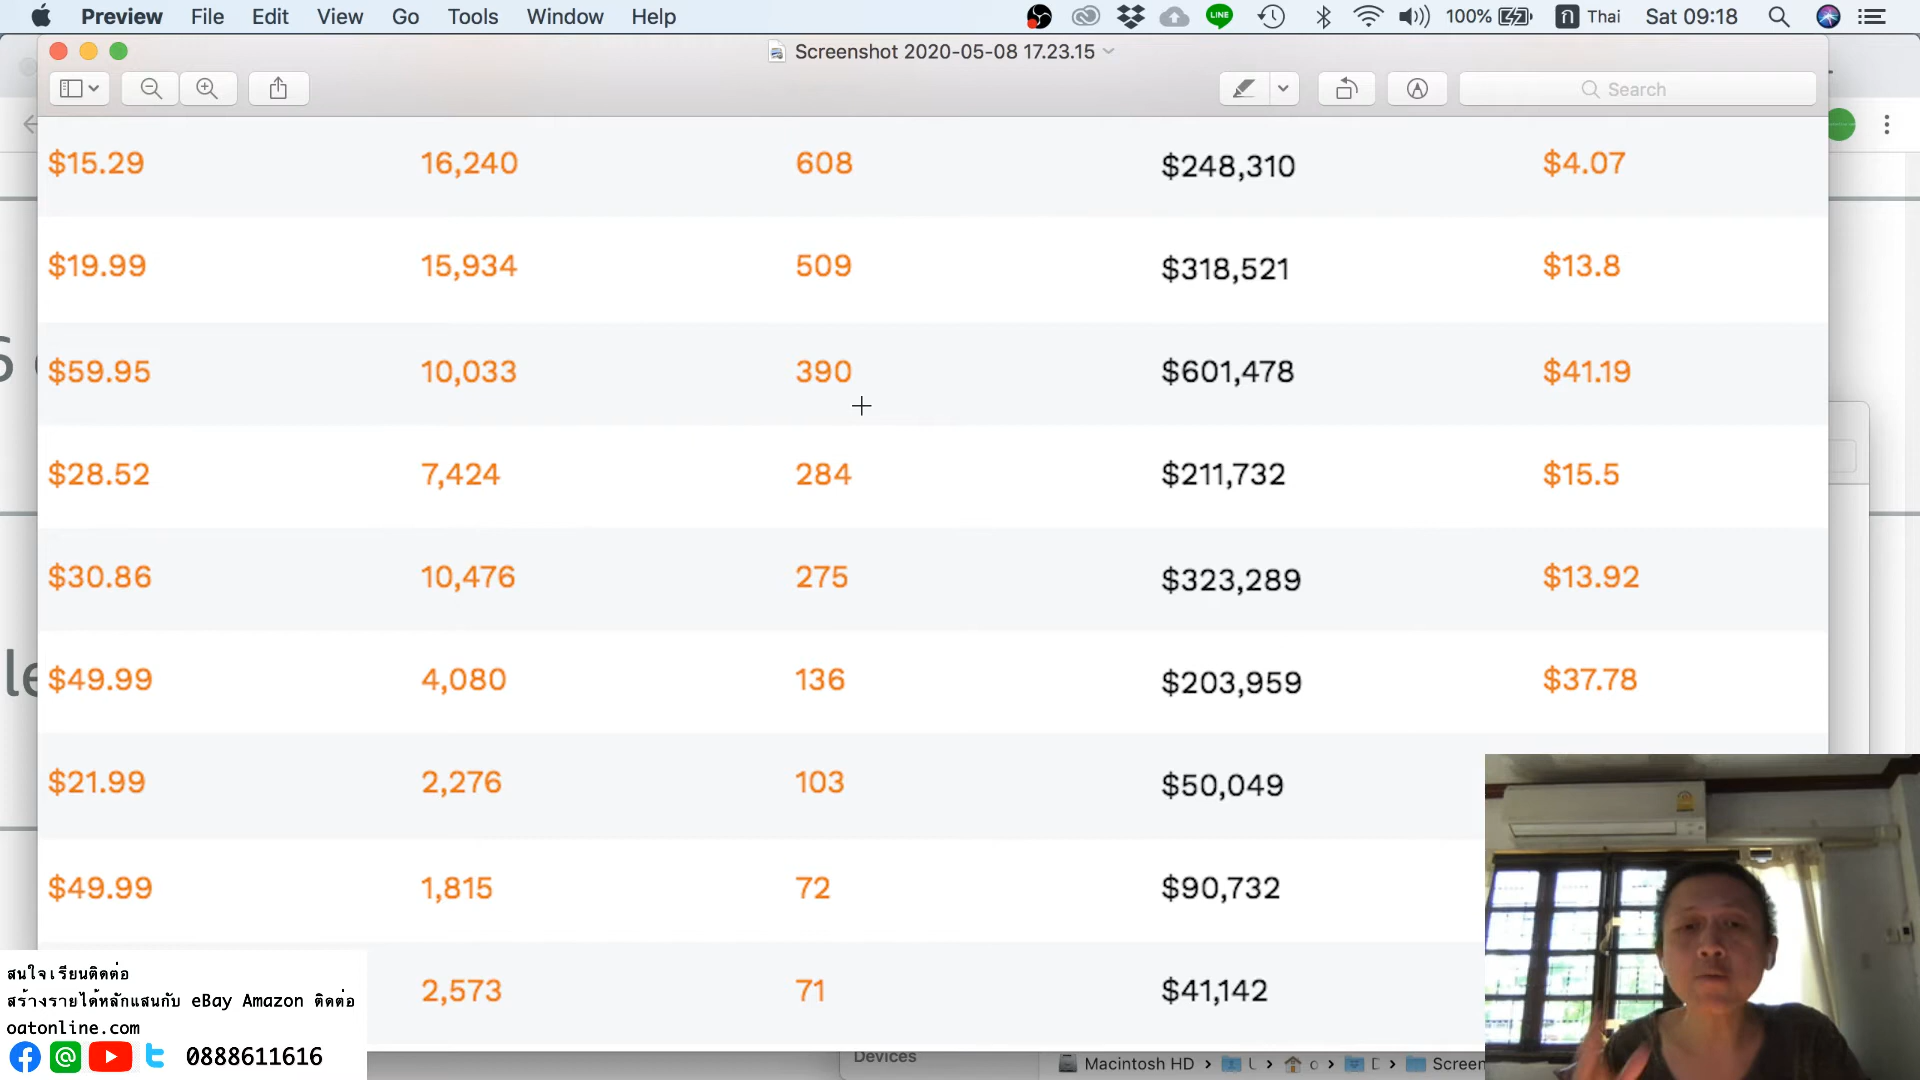 Preview File Edit View Go Tools Window Help 100% ก Thai Sat 09:18
Screenshot 2020-05-08 17.23.15
Search
$15.29 16,240 608 $248,310 $4.07
$19.99 15,934 509 $318,521 $13.8
$59.95 10,033 390 $601,478 $41.19
$28.52 7,424 284 $211,732 $15.5
$30.86 10,476 275 $323,289 $13.92
$49.99 4,080 136 $203,959 $37.78
$21.99 2,276 103 $50,049
$49.99 1,815 72 $90,732
2,573 71 $41,142
สนใจเรียนติดต่อ
สร้างรายได้หลักแสนกับ eBay Amazon ติดต่อ
oatonline.com
0888611616
Devices
Macintosh HD › › o › D › Screen